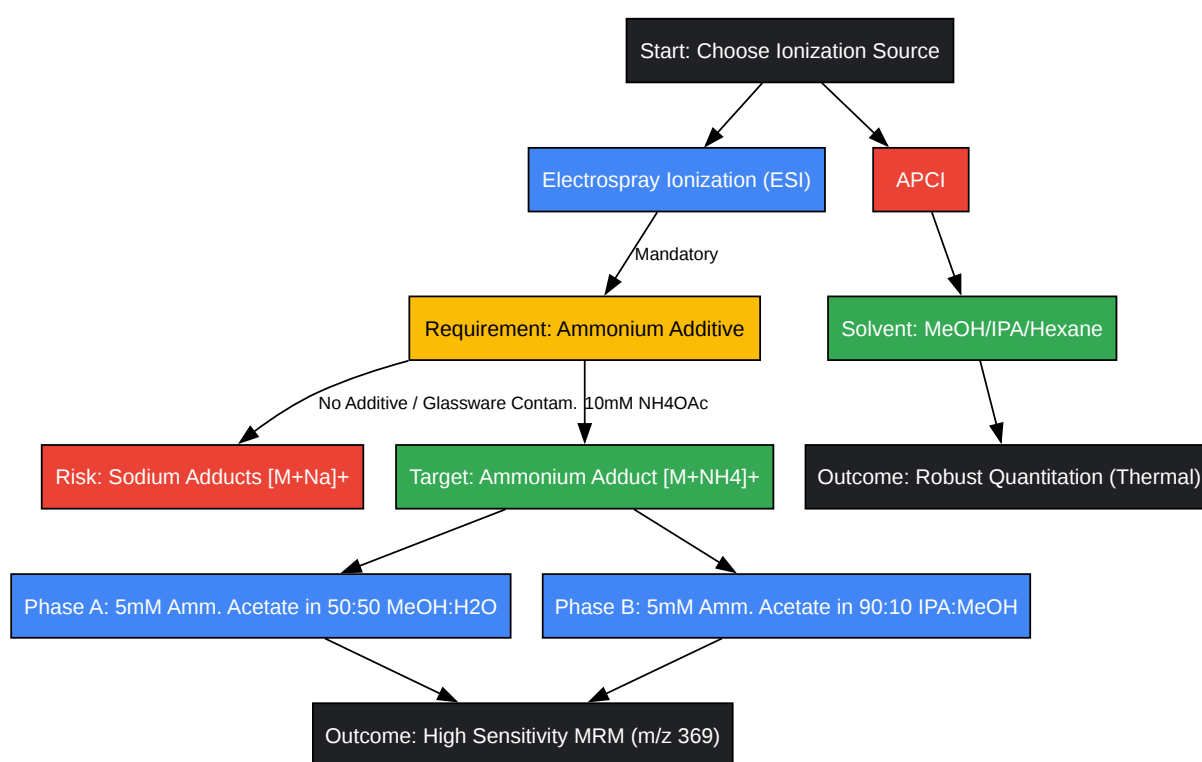 Start: Choose Ionization Source
Electrospray Ionization (ESI)
APCI
Mandatory
Requirement: Ammonium Additive
Solvent: MeOH/IPA/Hexane
No Additive / Glassware Contam.
10mM NH4OAc
Risk: Sodium Adducts [M+Na]+
Target: Ammonium Adduct [M+NH4]+
Outcome: Robust Quantitation (Thermal)
Phase A: 5mM Amm. Acetate in 50:50 MeOH:H2O
Phase B: 5mM Amm. Acetate in 90:10 IPA:MeOH
Outcome: High Sensitivity MRM (m/z 369)